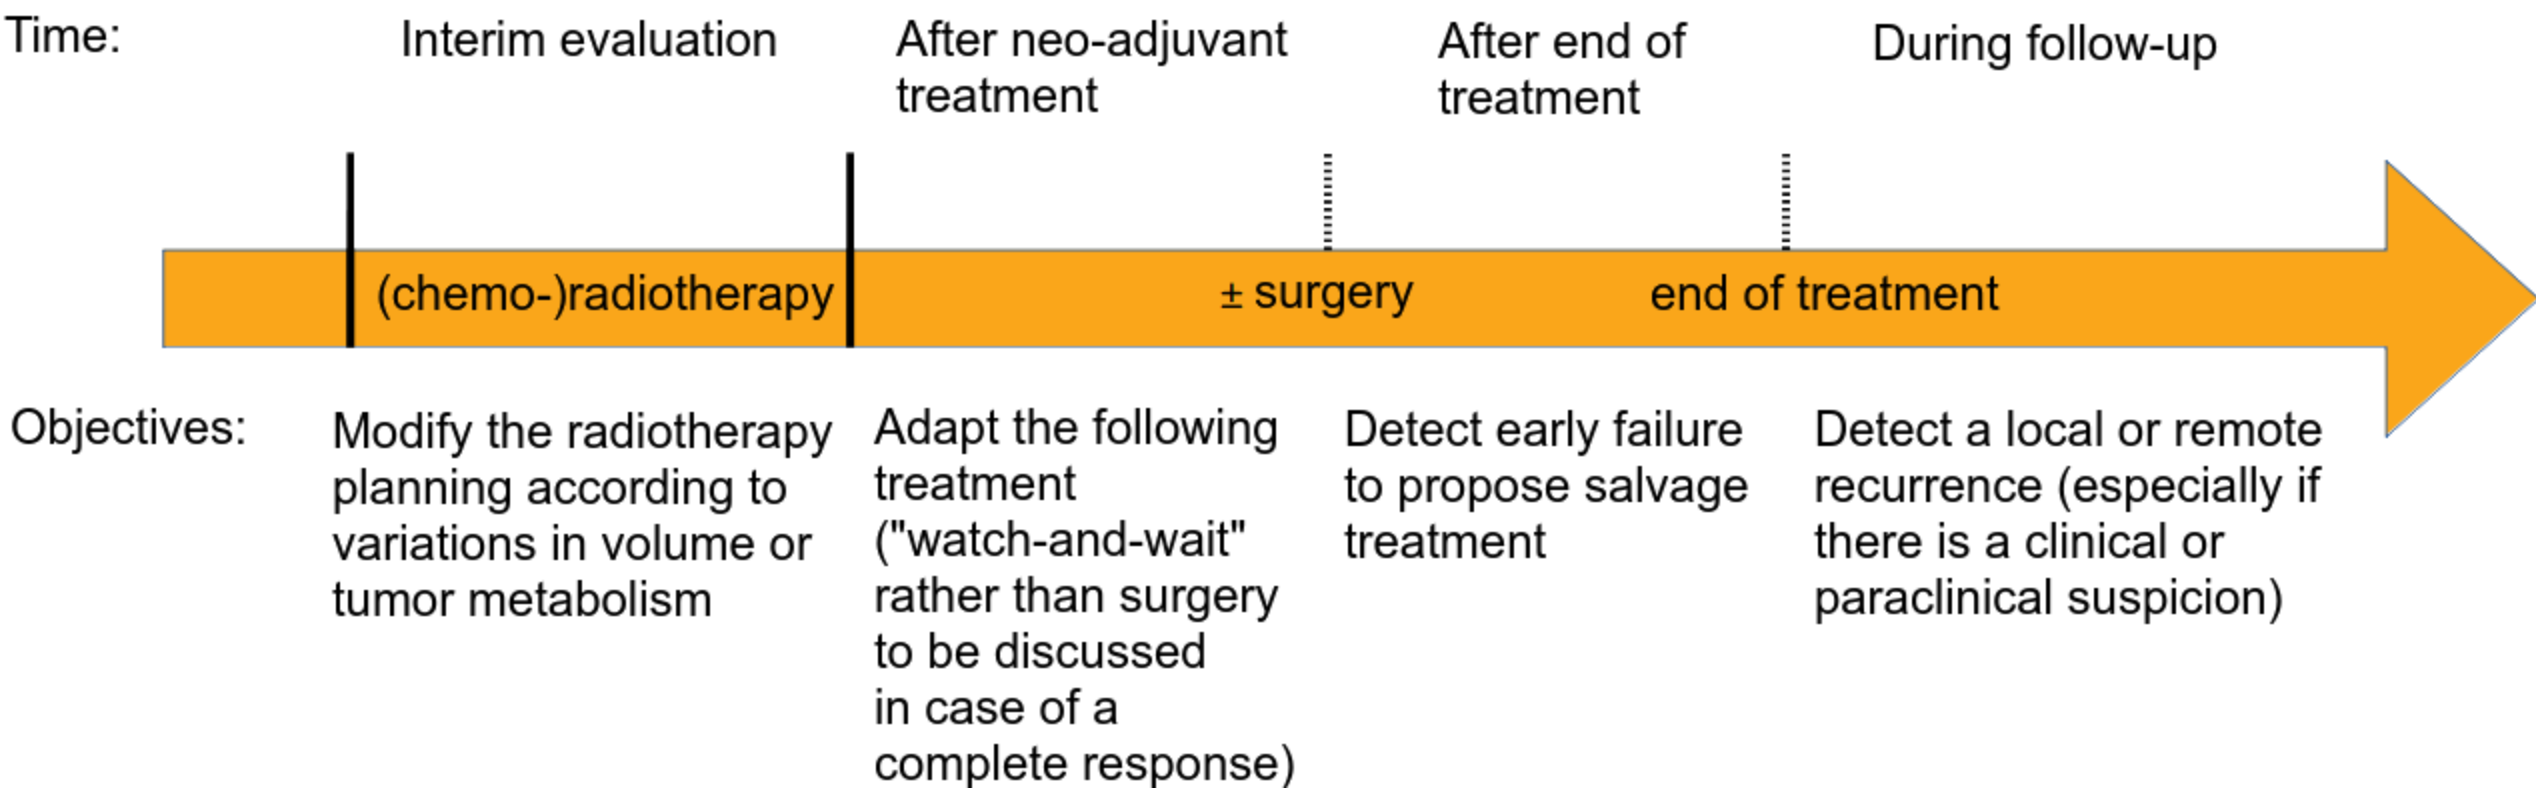 Time:
Interim evaluation
After neo-adjuvant
treatment
After end of
treatment
During follow-up
(chemo-)radiotherapy
± surgery
end of treatment
Objectives:
Modify the radiotherapy
planning according to
variations in volume or
tumor metabolism
Adapt the following
treatment
("watch-and-wait"
rather than surgery
to be discussed
in case of a
complete response)
Detect early failure
to propose salvage
treatment
Detect a local or remote
recurrence (especially if
there is a clinical or
paraclinical suspicion)